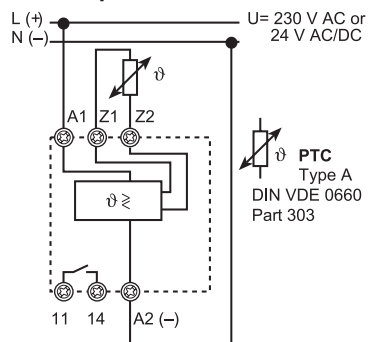 L (+)
N (–)
U= 230 V AC or
24 V AC/DC
ϑ
A1 Z1 Z2
ϑ PTC
Type A
DIN VDE 0660
Part 303
ϑ ≷
11 14 A2 (–)